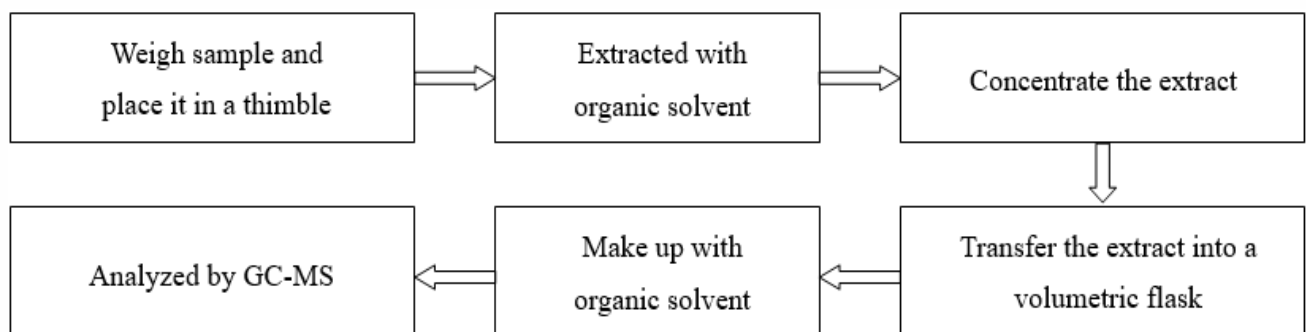 Weigh sample and
place it in a thimble
Extracted with
organic solvent
Concentrate the extract
Transfer the extract into a
volumetric flask
Make up with
organic solvent
Analyzed by GC-MS